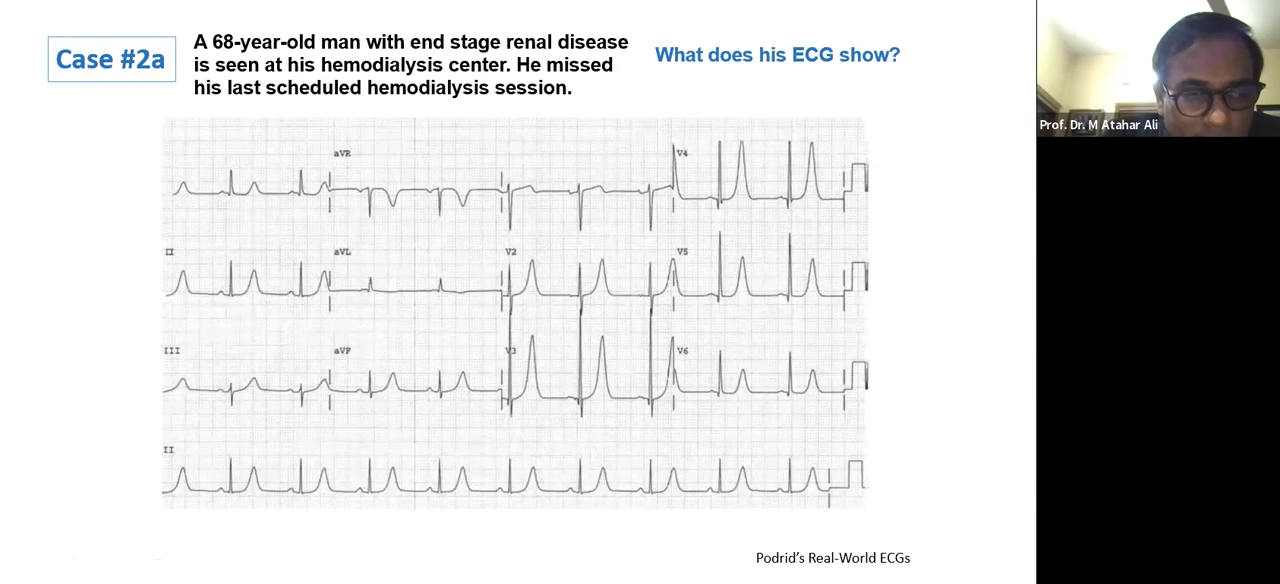 Case #2a
A 68-year-old man with end stage renal disease
is seen at his hemodialysis center. He missed
his last scheduled hemodialysis session.
What does his ECG show?
Prof. Dr. M Atahar Ali
aVR
V4
II
aVL
V2
V5
III
aVF
V3
V6
II
Podrid's Real-World ECGs